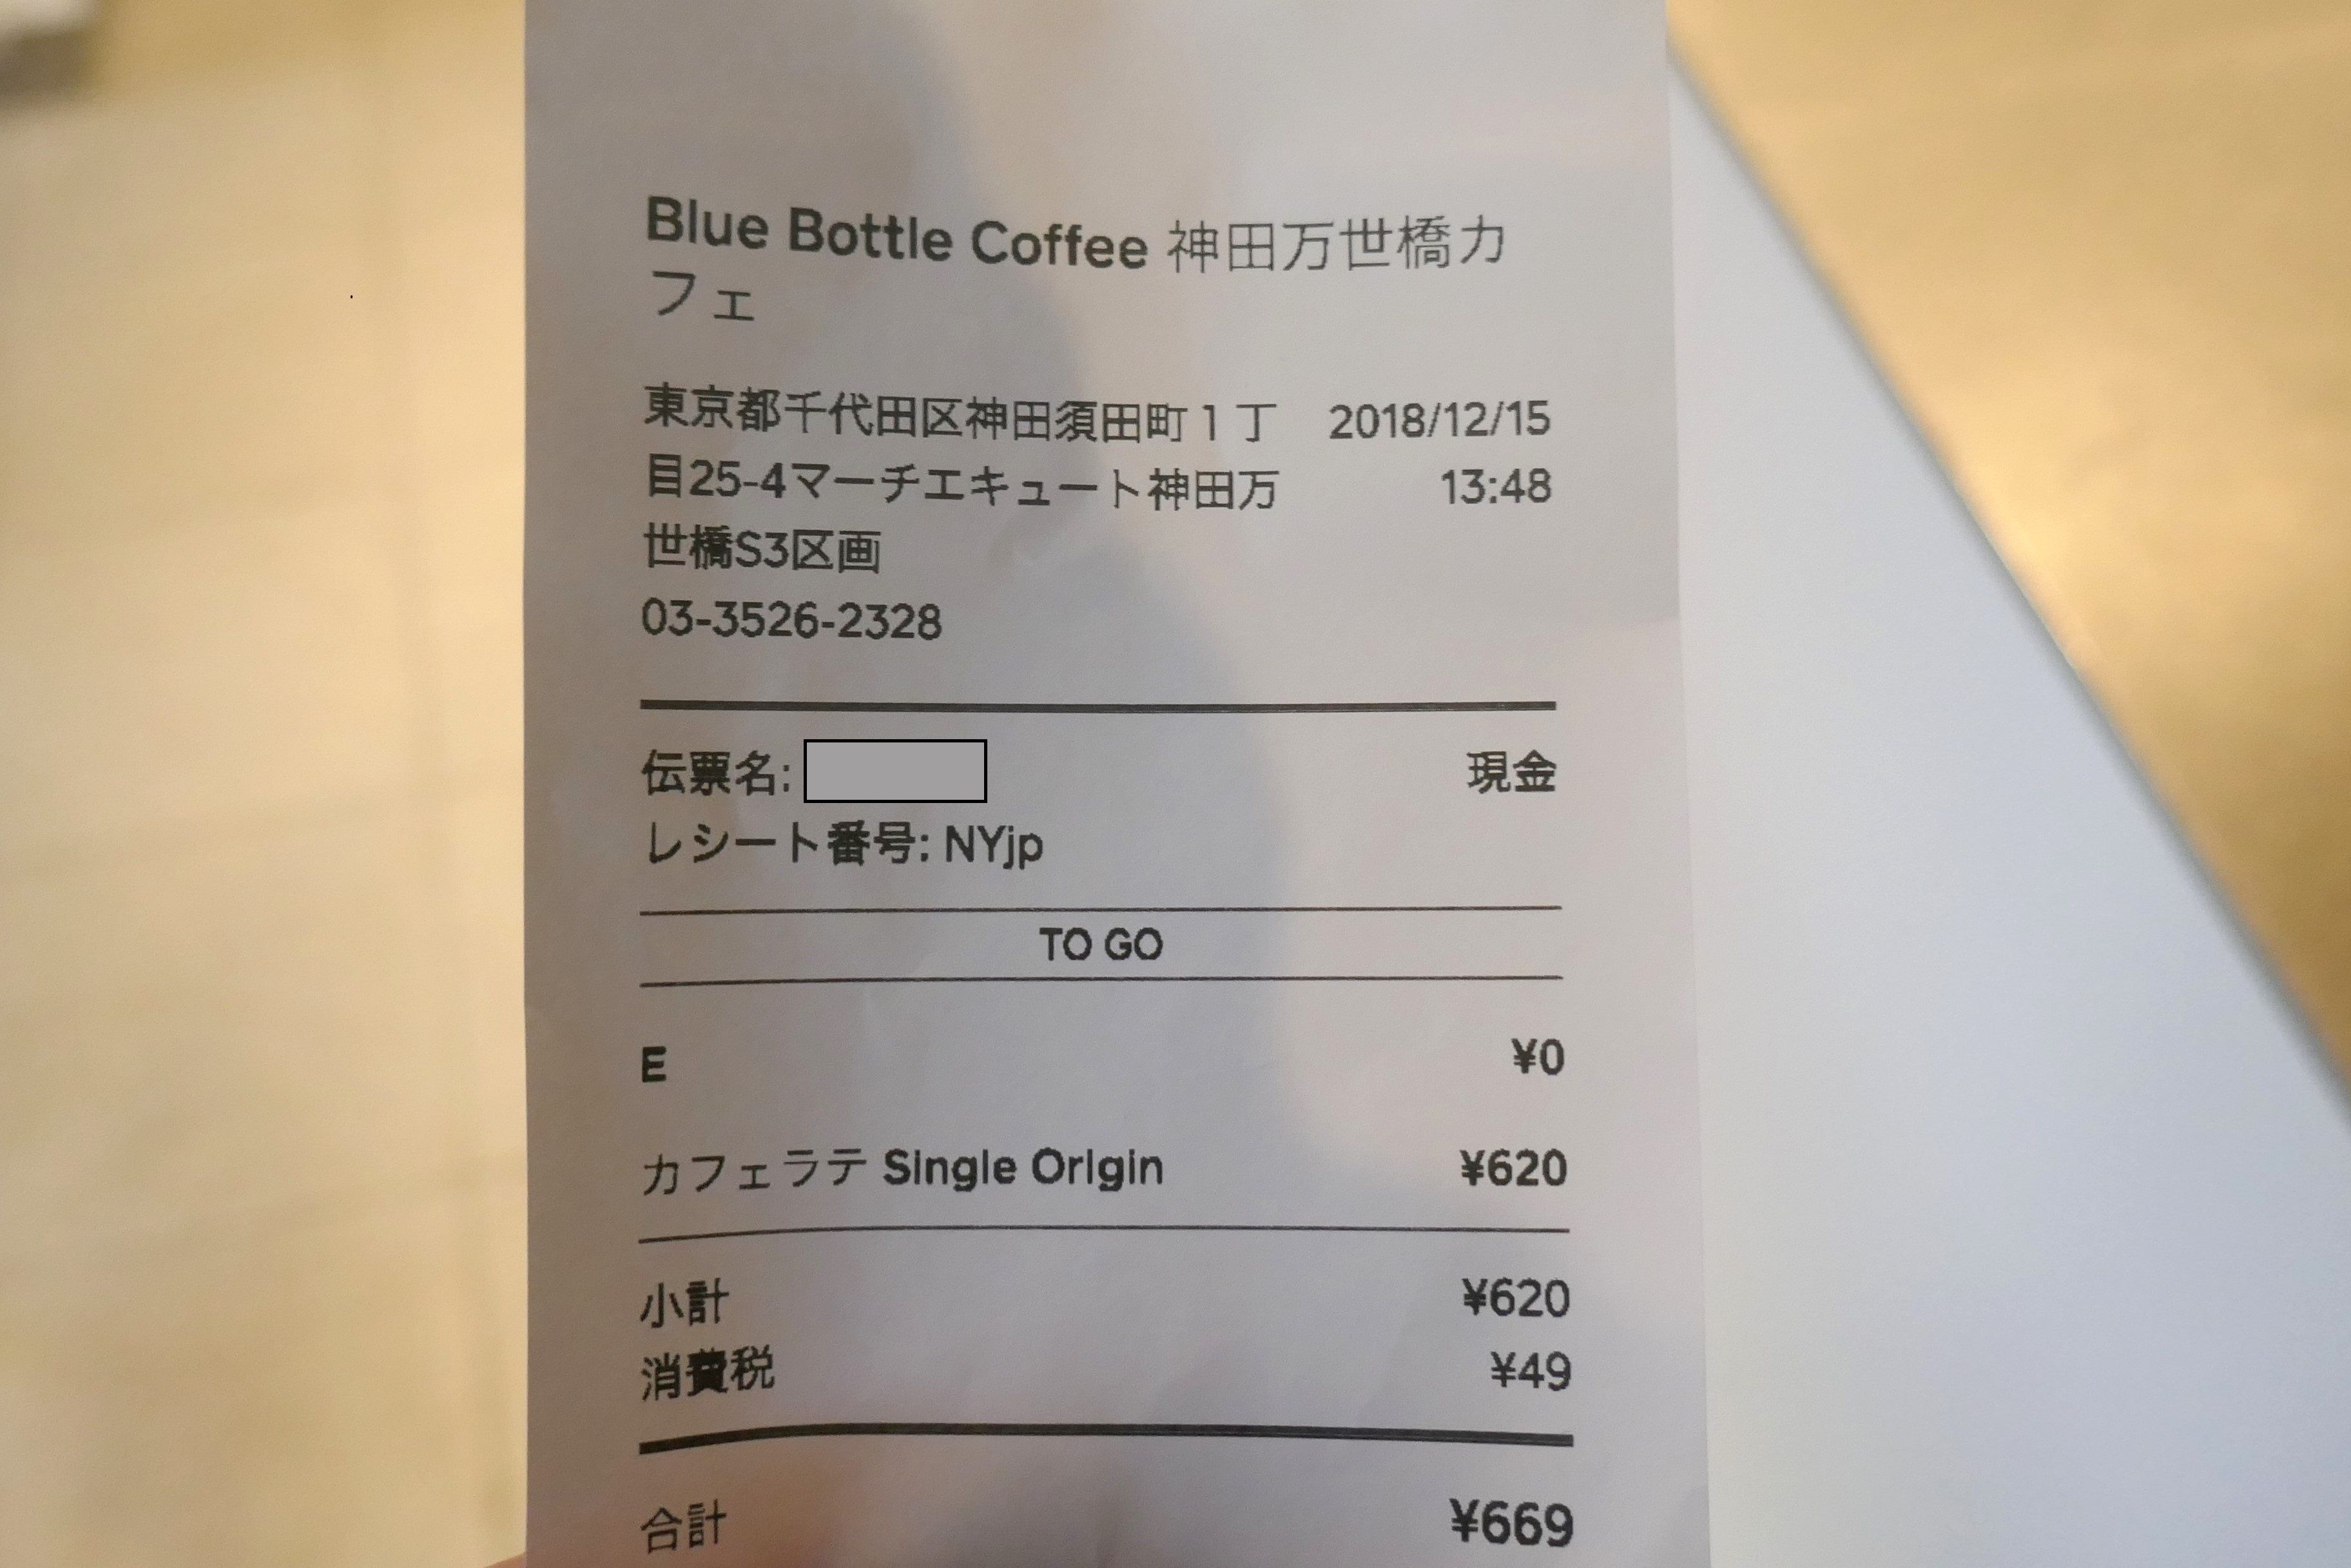 Blue Bottle Coffee 神田万世橋カ
フェ
東京都千代田区神田須田町1丁 2018/12/15
目25-4マーチエキュート神田万 13:48
世橋S3区画
03-3526-2328
伝票名: 現金
レシート番号: NYjp
TO GO
E ¥0
カフェラテ Single Origin ¥620
小計 ¥620
消費税 ¥49
合計 ¥669